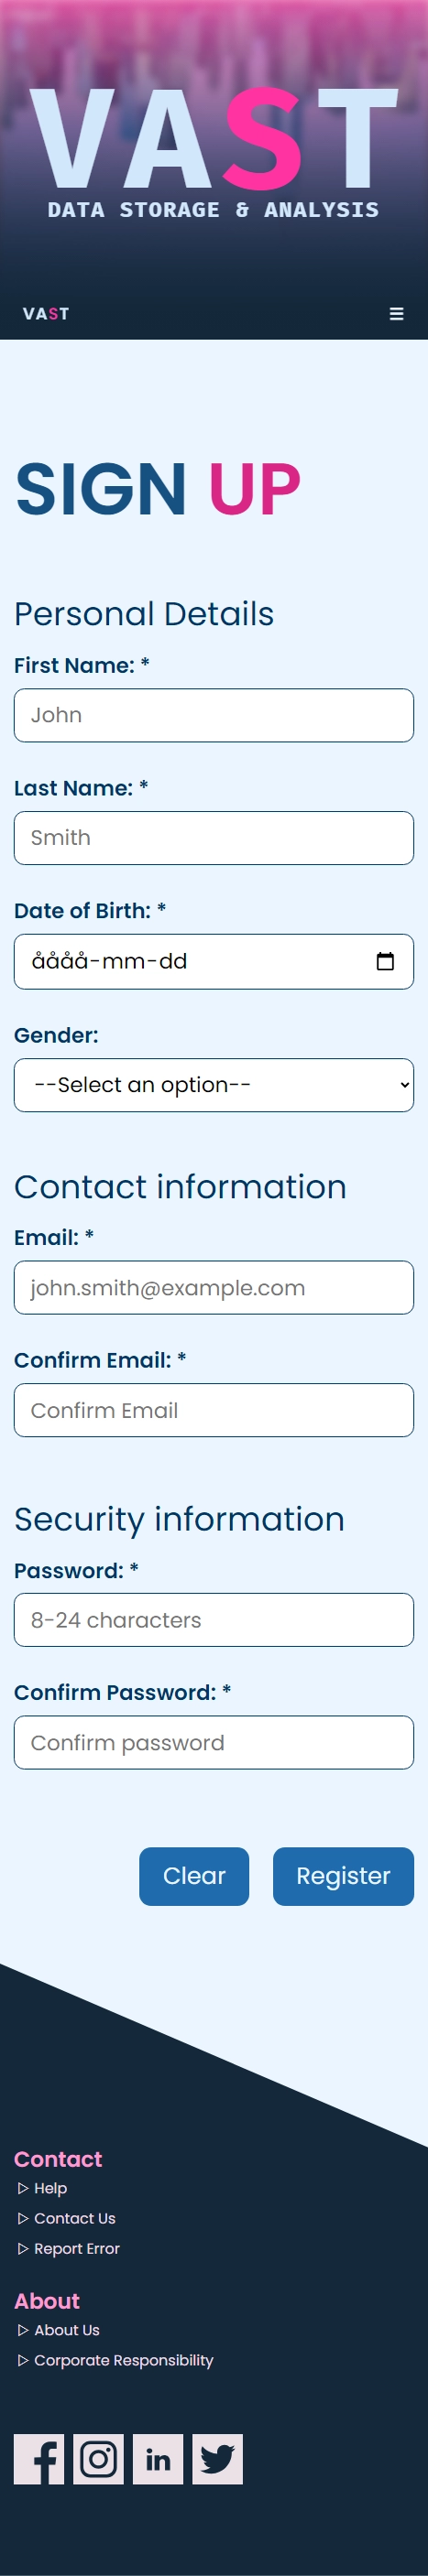 VAST
DATA STORAGE & ANALYSIS
VAST ☰
SIGN UP
Personal Details
First Name: *
John
Last Name: *
Smith
Date of Birth: *
åååå-mm-dd
Gender:
--Select an option--
Contact information
Email: *
john.smith@example.com
Confirm Email: *
Confirm Email
Security information
Password: *
8-24 characters
Confirm Password: *
Confirm password
Clear Register
Contact
▷ Help
▷ Contact Us
▷ Report Error
About
▷ About Us
▷ Corporate Responsibility